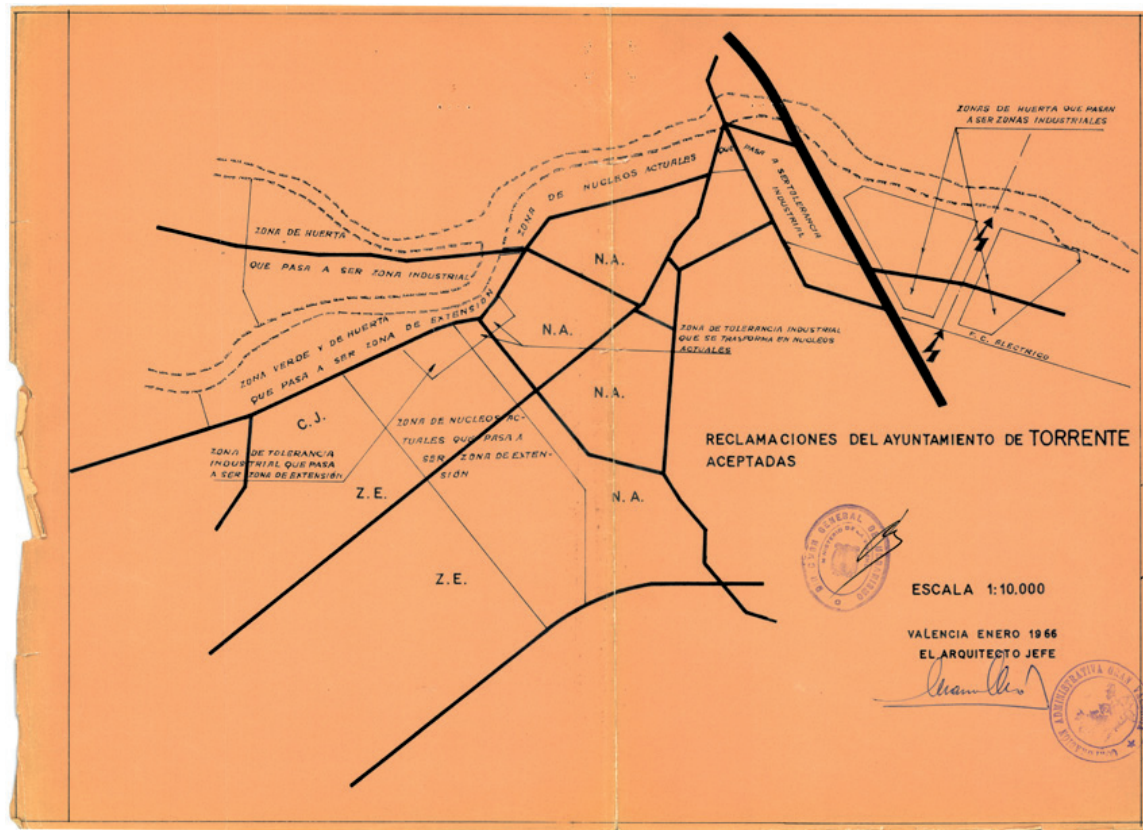 ZONAS DE HUERTA QUE PASAN
A SER ZONAS INDUSTRIALES
ZONA DE NUCLEOS ACTUALES QUE PASA A SER TOLERANCIA
INDUSTRIAL
ZONA DE HUERTA
QUE PASA A SER ZONA INDUSTRIAL
N.A.
N.A.
ZONA DE TOLERANCIA INDUSTRIAL
QUE SE TRASFORMA EN NUCLEOS
ACTUALES
F.C. ELECTRICO
ZONA VERDE Y DE HUERTA
QUE PASA A SER ZONA DE EXTENSIÓN
N.A.
C.J.
ZONA DE NUCLEOS AC-
TUALES QUE PASA A
SER ZONA DE EXTEN-
SIÓN
ZONA DE TOLERANCIA
INDUSTRIAL QUE PASA
A SER ZONA DE EXTENSIÓN
RECLAMACIONES DEL AYUNTAMIENTO DE TORRENTE
ACEPTADAS
Z.E.
N.A.
Z.E.
ESCALA 1:10.000
VALENCIA ENERO 1966
EL ARQUITECTO JEFE